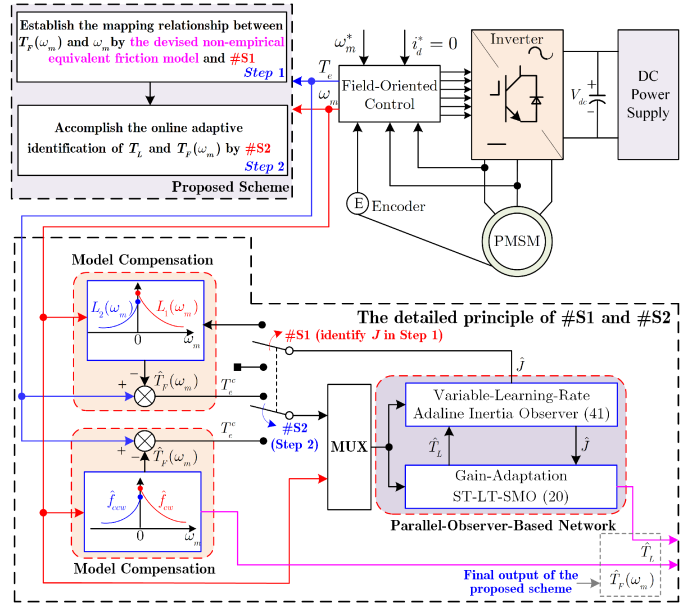 Establish the mapping relationship between
T_F(ω_m) and ω_m by the devised non-empirical
equivalent friction model and #S1
Step 1
Accomplish the online adaptive
identification of T_L and T_F(ω_m) by #S2
Step 2
Proposed Scheme
T_e
ω_m
ω_m^*
i_d^* = 0
Field-Oriented
Control
Inverter
V_dc
+
−
DC
Power
Supply
E
Encoder
PMSM
The detailed principle of #S1 and #S2
Model Compensation
L_2(ω_m)
L_1(ω_m)
0
ω_m
−
T̂_F(ω_m)
+
T_e^c
#S1 (identify J in Step 1)
Ĵ
#S2
(Step 2)
T_e^c
+
−
T̂_F(ω_m)
f̂_ccw
f̂_cw
0
ω_m
Model Compensation
MUX
Variable-Learning-Rate
Adaline Inertia Observer (41)
T̂_L
Ĵ
Gain-Adaptation
ST-LT-SMO (20)
Parallel-Observer-Based Network
T̂_L
T̂_F(ω_m)
Final output of the
proposed scheme